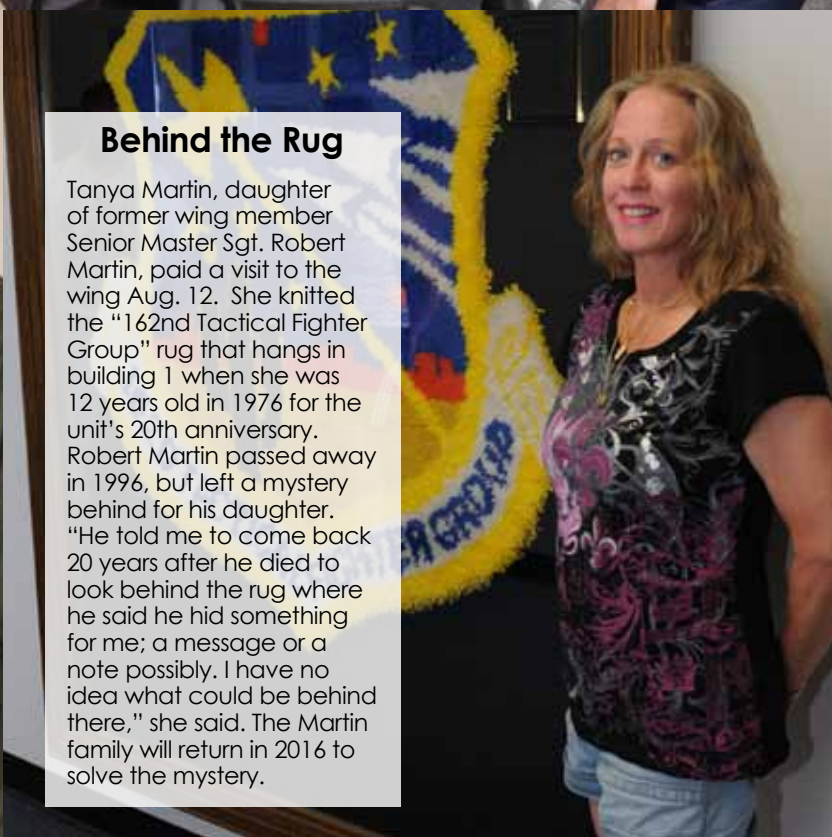 Behind the Rug
Tanya Martin, daughter
of former wing member
Senior Master Sgt. Robert
Martin, paid a visit to the
wing Aug. 12.  She knitted
the “162nd Tactical Fighter
Group” rug that hangs in
building 1 when she was
12 years old in 1976 for the
unit’s 20th anniversary.
Robert Martin passed away
in 1996, but left a mystery
behind for his daughter.
“He told me to come back
20 years after he died to
look behind the rug where
he said he hid something
for me; a message or a
note possibly. I have no
idea what could be behind
there,” she said. The Martin
family will return in 2016 to
solve the mystery.
FIGHTER GROUP